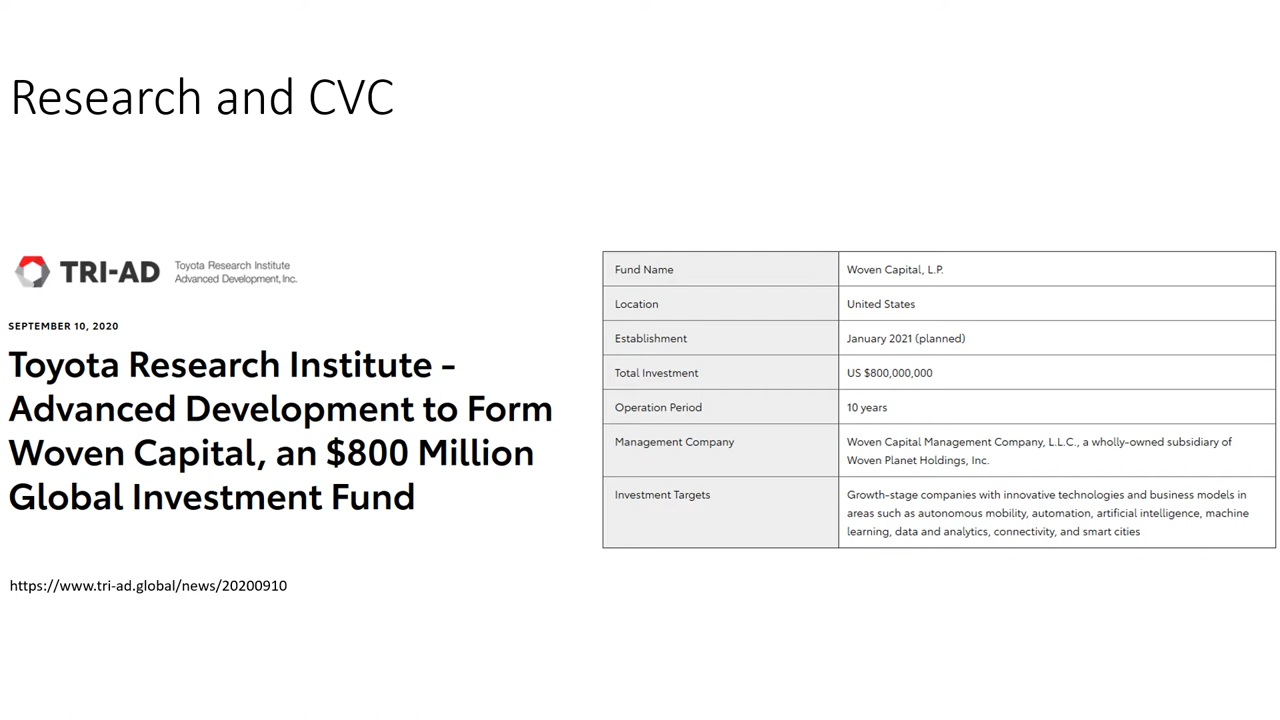 Research and CVC
TRI-AD
Toyota Research Institute
Advanced Development, Inc.
SEPTEMBER 10, 2020
Toyota Research Institute -
Advanced Development to Form
Woven Capital, an $800 Million
Global Investment Fund
https://www.tri-ad.global/news/20200910
Fund Name
Woven Capital, L.P.
Location
United States
Establishment
January 2021 (planned)
Total Investment
US $800,000,000
Operation Period
10 years
Management Company
Woven Capital Management Company, L.L.C., a wholly-owned subsidiary of
Woven Planet Holdings, Inc.
Investment Targets
Growth-stage companies with innovative technologies and business models in
areas such as autonomous mobility, automation, artificial intelligence, machine
learning, data and analytics, connectivity, and smart cities